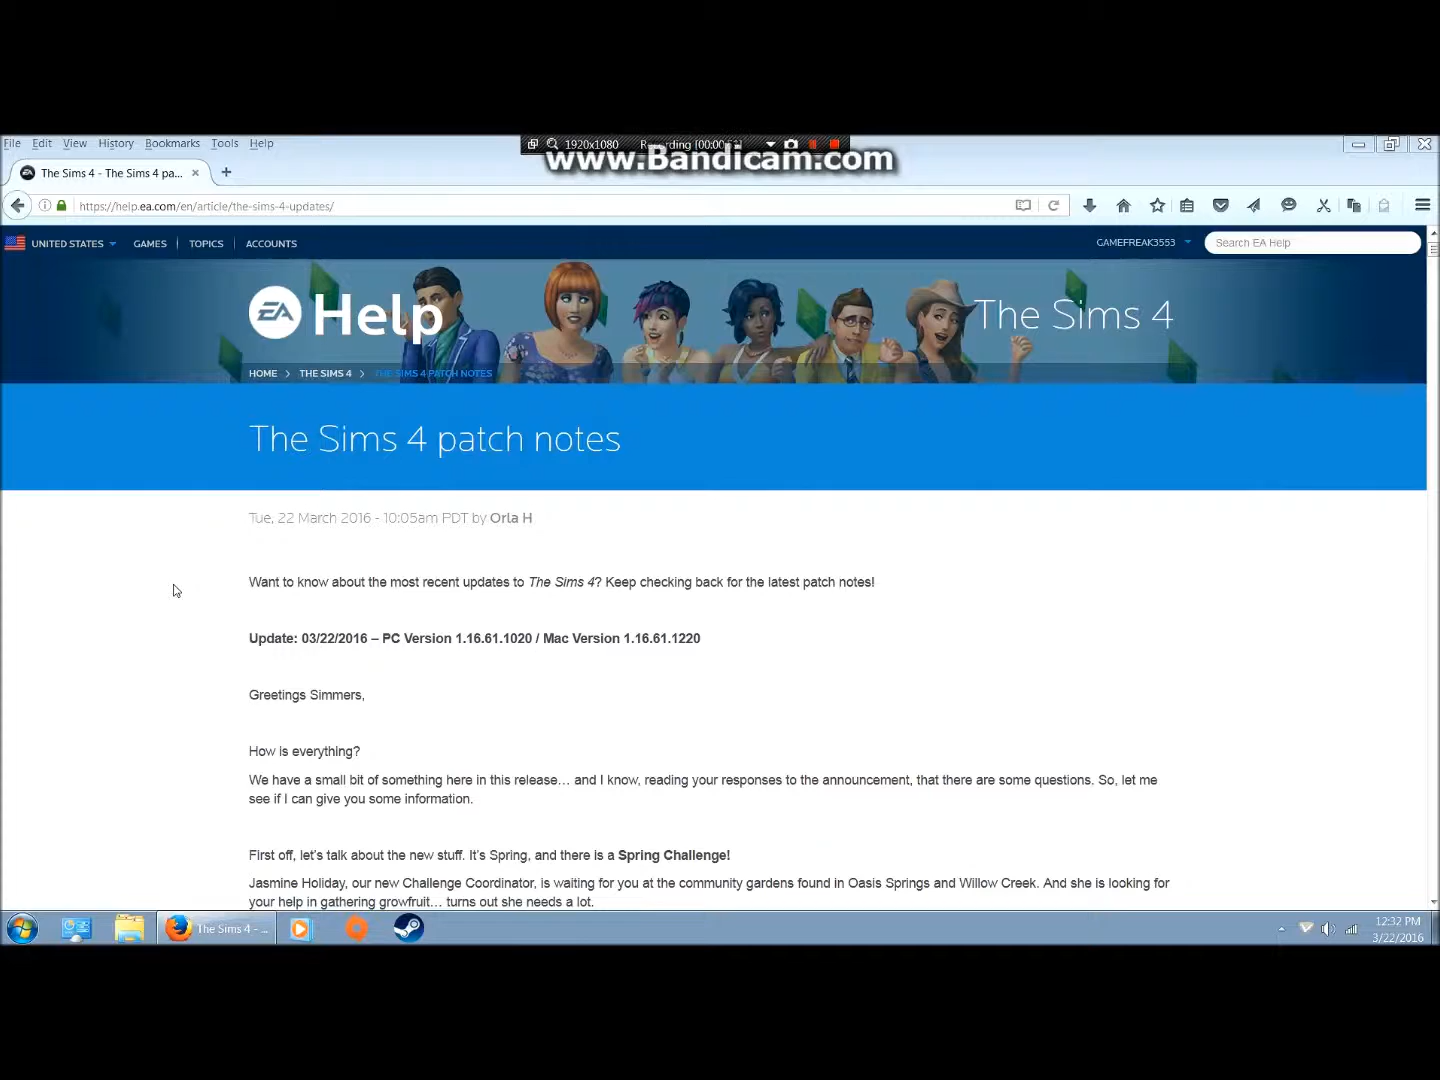 File Edit View History Bookmarks Tools Help
1920x1080 Recording
www.Bandicam.com
The Sims 4 - The Sims 4 pa...
https://help.ea.com/en/article/the-sims-4-updates/
UNITED STATES GAMES TOPICS ACCOUNTS GAMEFREAK3553 Search EA Help
EA Help The Sims 4
HOME THE SIMS 4 THE SIMS 4 PATCH NOTES
The Sims 4 patch notes
Tue, 22 March 2016 - 10:05am PDT by Orla H
Want to know about the most recent updates to The Sims 4? Keep checking back for the latest patch notes!
Update: 03/22/2016 – PC Version 1.16.61.1020 / Mac Version 1.16.61.1220
Greetings Simmers,
How is everything?
We have a small bit of something here in this release… and I know, reading your responses to the announcement, that there are some questions. So, let me
see if I can give you some information.
First off, let's talk about the new stuff. It's Spring, and there is a Spring Challenge!
Jasmine Holiday, our new Challenge Coordinator, is waiting for you at the community gardens found in Oasis Springs and Willow Creek. And she is looking for
your help in gathering growfruit… turns out she needs a lot.
The Sims 4 - ...
12:32 PM
3/22/2016